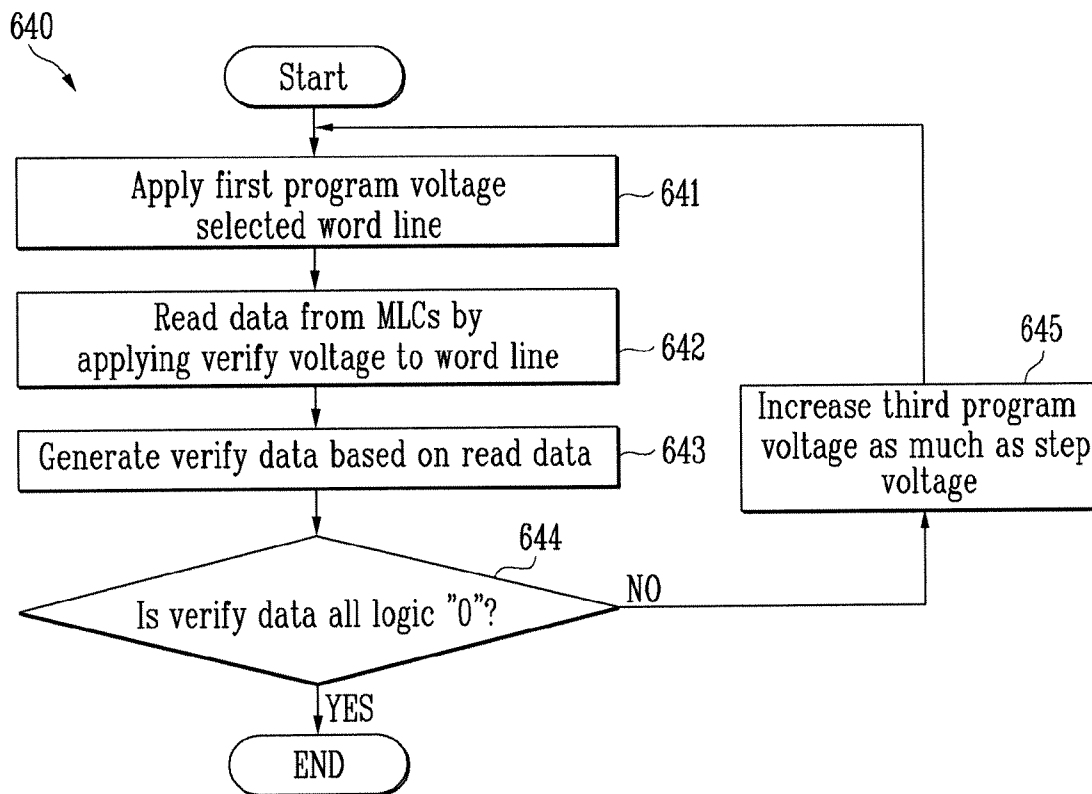 640
Start
Apply first program voltage
selected word line
641
Read data from MLCs by
applying verify voltage to word line
642
645
Increase third program
voltage as much as step
voltage
Generate verify data based on read data
643
644
Is verify data all logic "0"?
NO
YES
END